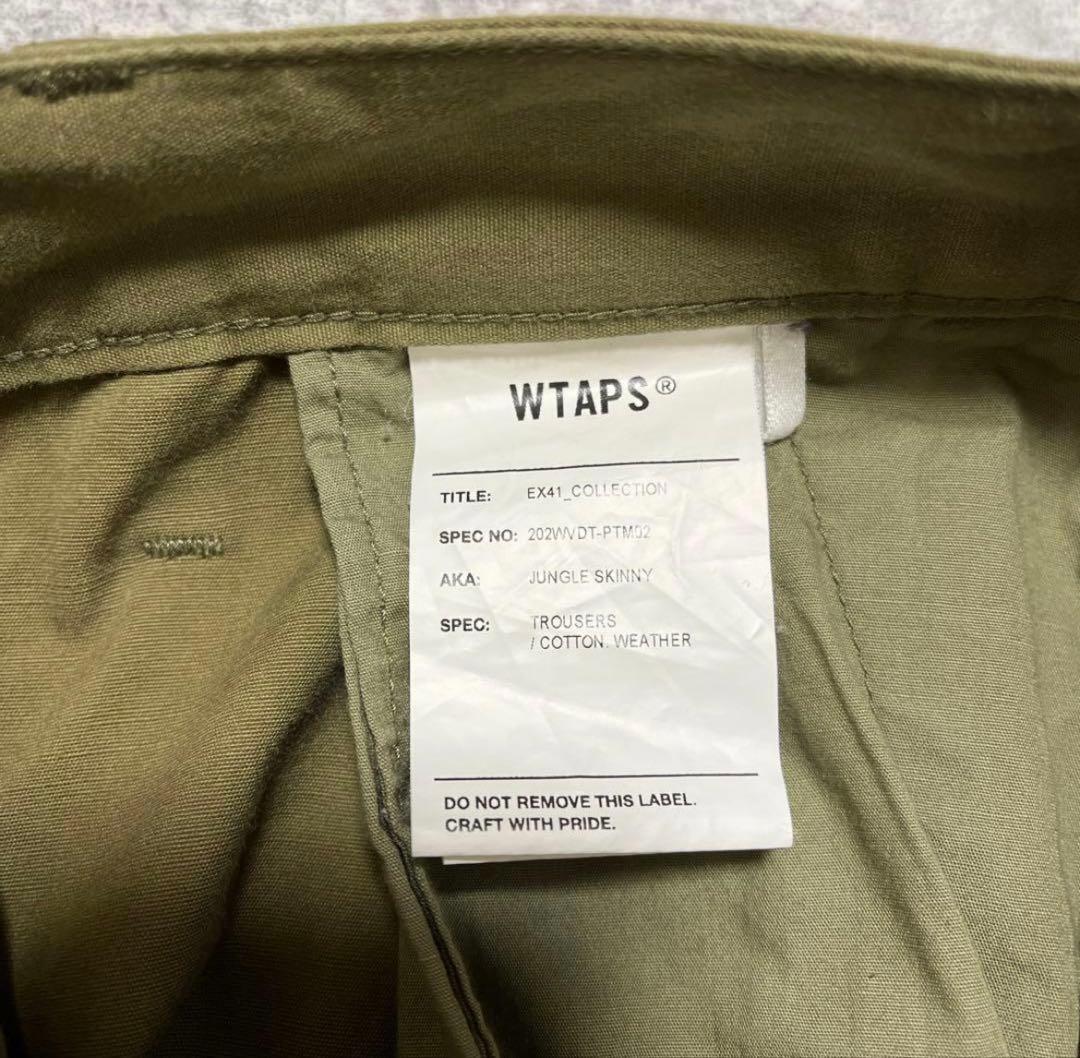 WTAPS®
TITLE: EX41_COLLECTION
SPEC NO: 202WVDT-PTM02
AKA: JUNGLE SKINNY
SPEC: TROUSERS
/ COTTON. WEATHER
DO NOT REMOVE THIS LABEL.
CRAFT WITH PRIDE.